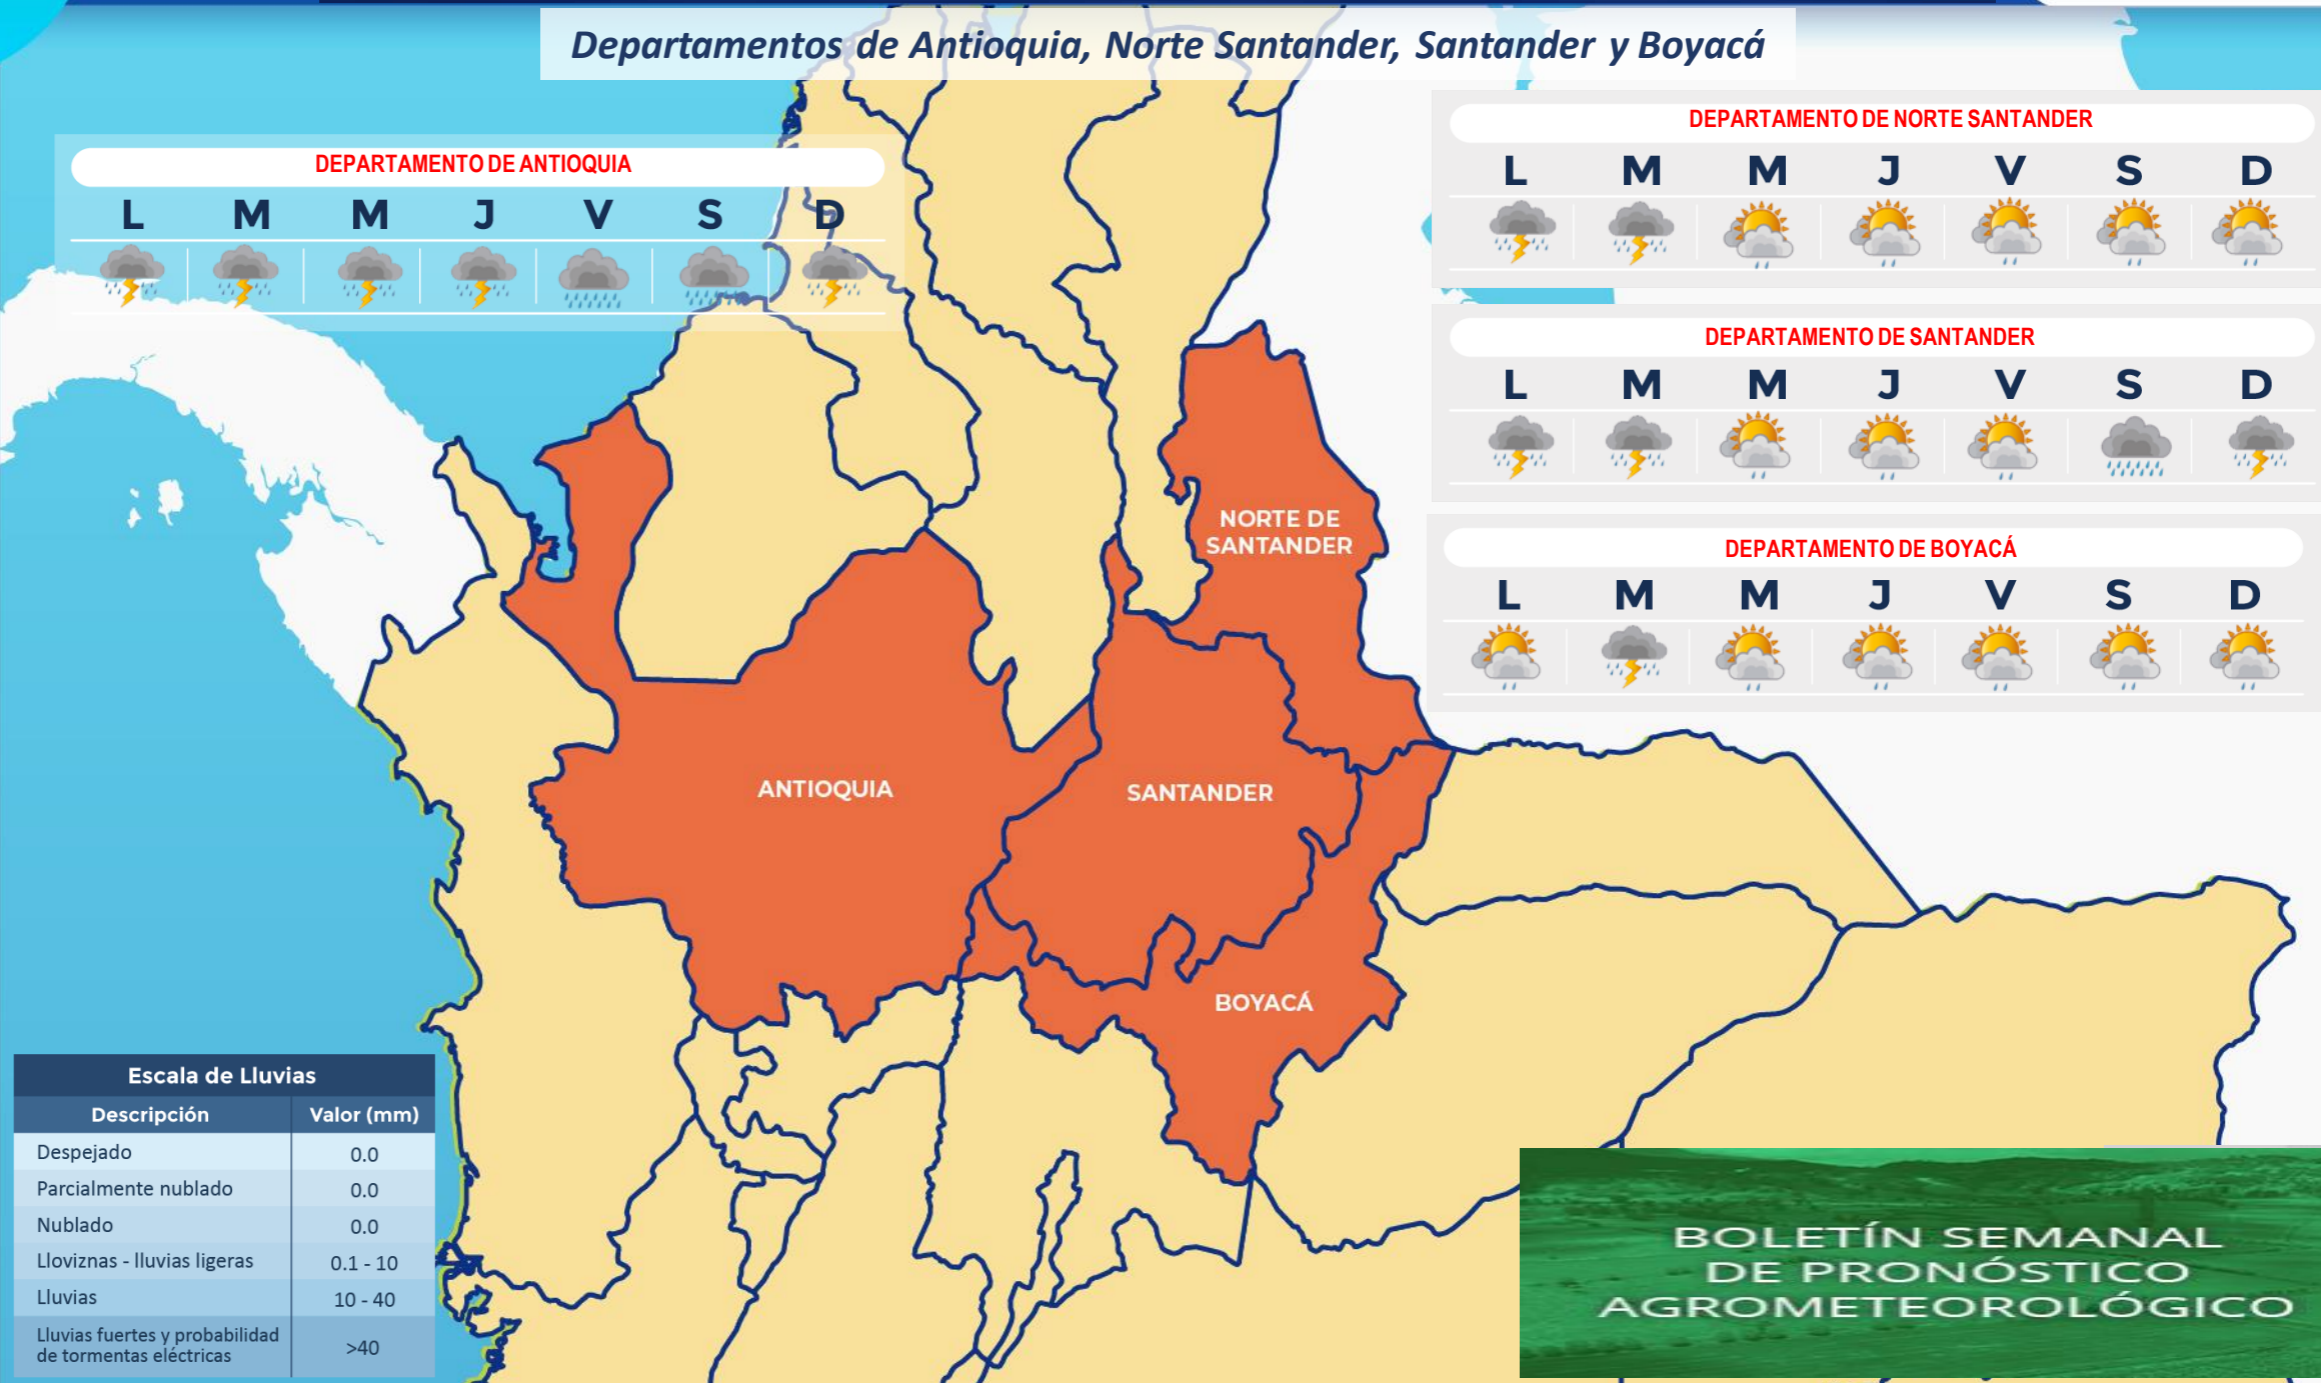 Departamentos de Antioquia, Norte Santander, Santander y Boyacá
DEPARTAMENTO DE ANTIOQUIA
L M M J V S D
DEPARTAMENTO DE NORTE SANTANDER
L M M J V S D
DEPARTAMENTO DE SANTANDER
L M M J V S D
DEPARTAMENTO DE BOYACÁ
L M M J V S D
NORTE DE
SANTANDER
ANTIOQUIA
SANTANDER
BOYACÁ
Escala de Lluvias
Descripción Valor (mm)
Despejado 0.0
Parcialmente nublado 0.0
Nublado 0.0
Lloviznas - lluvias ligeras 0.1 - 10
Lluvias 10 - 40
Lluvias fuertes y probabilidad
de tormentas eléctricas >40
BOLETÍN SEMANAL
DE PRONÓSTICO
AGROMETEOROLÓGICO